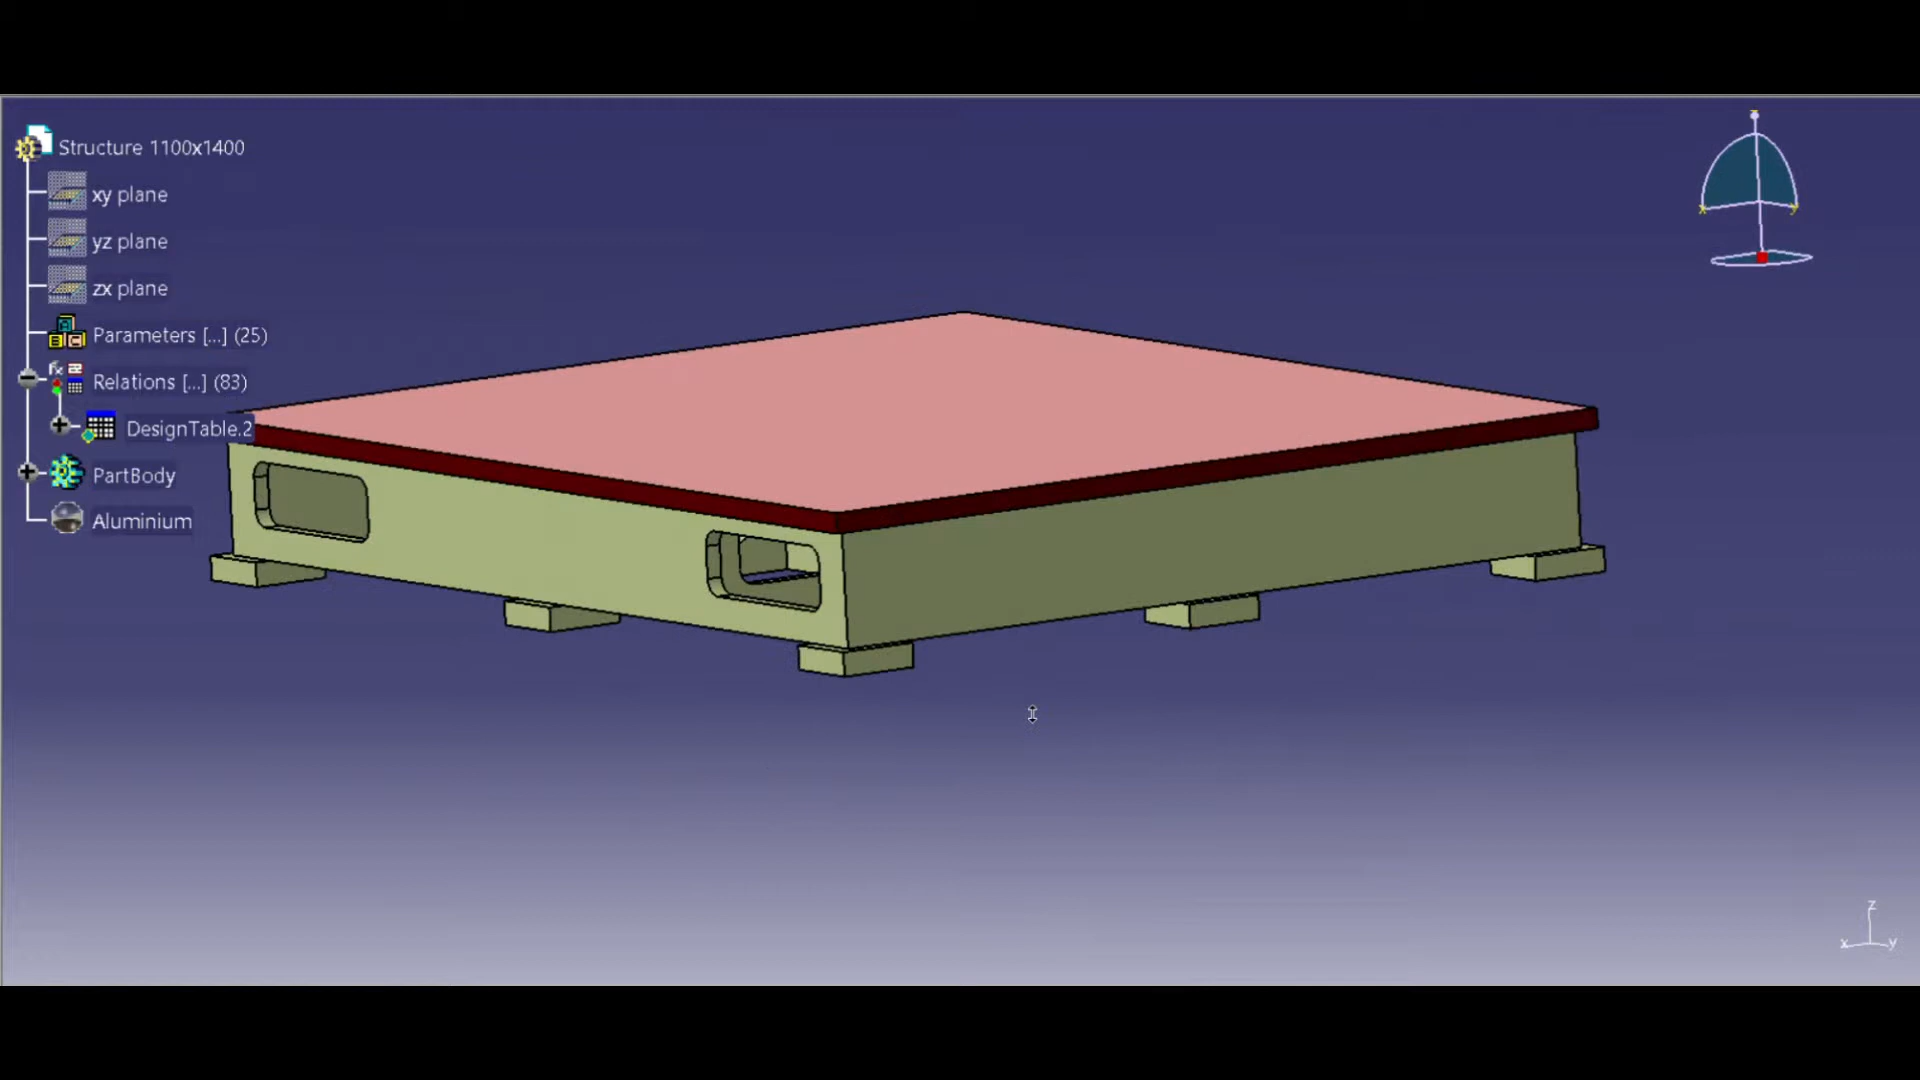 Structure 1100x1400
xy plane
yz plane
zx plane
Parameters [...] (25)
Relations [...] (83)
DesignTable.2
PartBody
Aluminium
x
y
z
x
y